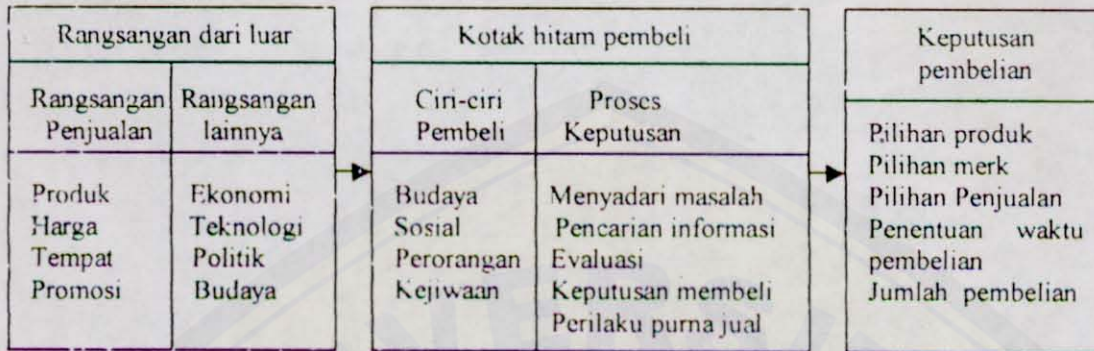 Rangsangan dari luar
Rangsangan Penjualan
Rangsangan lainnya
Produk
Harga
Tempat
Promosi
Ekonomi
Teknologi
Politik
Budaya
Kotak hitam pembeli
Ciri-ciri
Pembeli
Proses
Keputusan
Budaya
Sosial
Perorangan
Kejiwaan
Menyadari masalah
Pencarian informasi
Evaluasi
Keputusan membeli
Perilaku purna jual
Keputusan
pembelian
Pilihan produk
Pilihan merk
Pilihan Penjualan
Penentuan waktu
pembelian
Jumlah pembelian